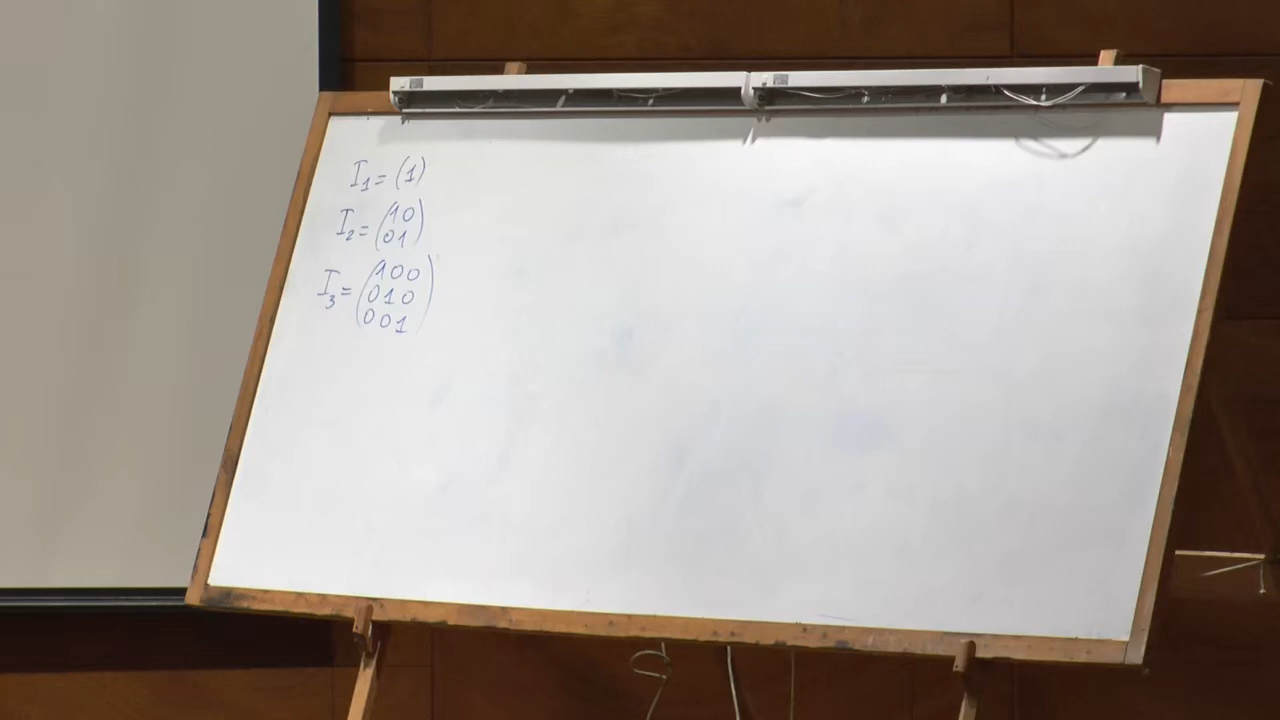 I₁ = (1)
I₂ = (1 0
0 1)
I₃ = (1 0 0
0 1 0
0 0 1)